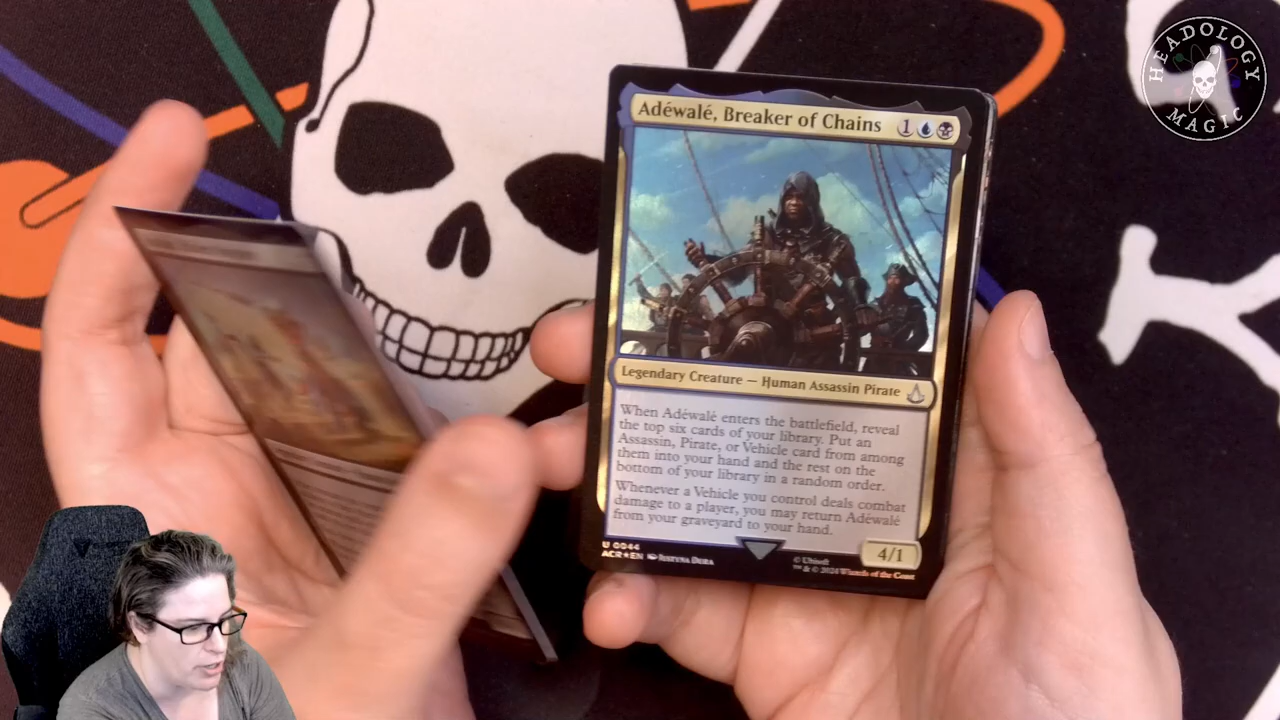 HEADOLOGY
MAGIC
Adéwalé, Breaker of Chains 1
Legendary Creature — Human Assassin Pirate
When Adéwalé enters the battlefield, reveal
the top six cards of your library. Put an
Assassin, Pirate, or Vehicle card from among
them into your hand and the rest on the
bottom of your library in a random order.
Whenever a Vehicle you control deals combat
damage to a player, you may return Adéwalé
from your graveyard to your hand.
4/1
U 0044
ACR★EN Justyna Dura
© Ubisoft
™ & © 2024 Wizards of the Coast